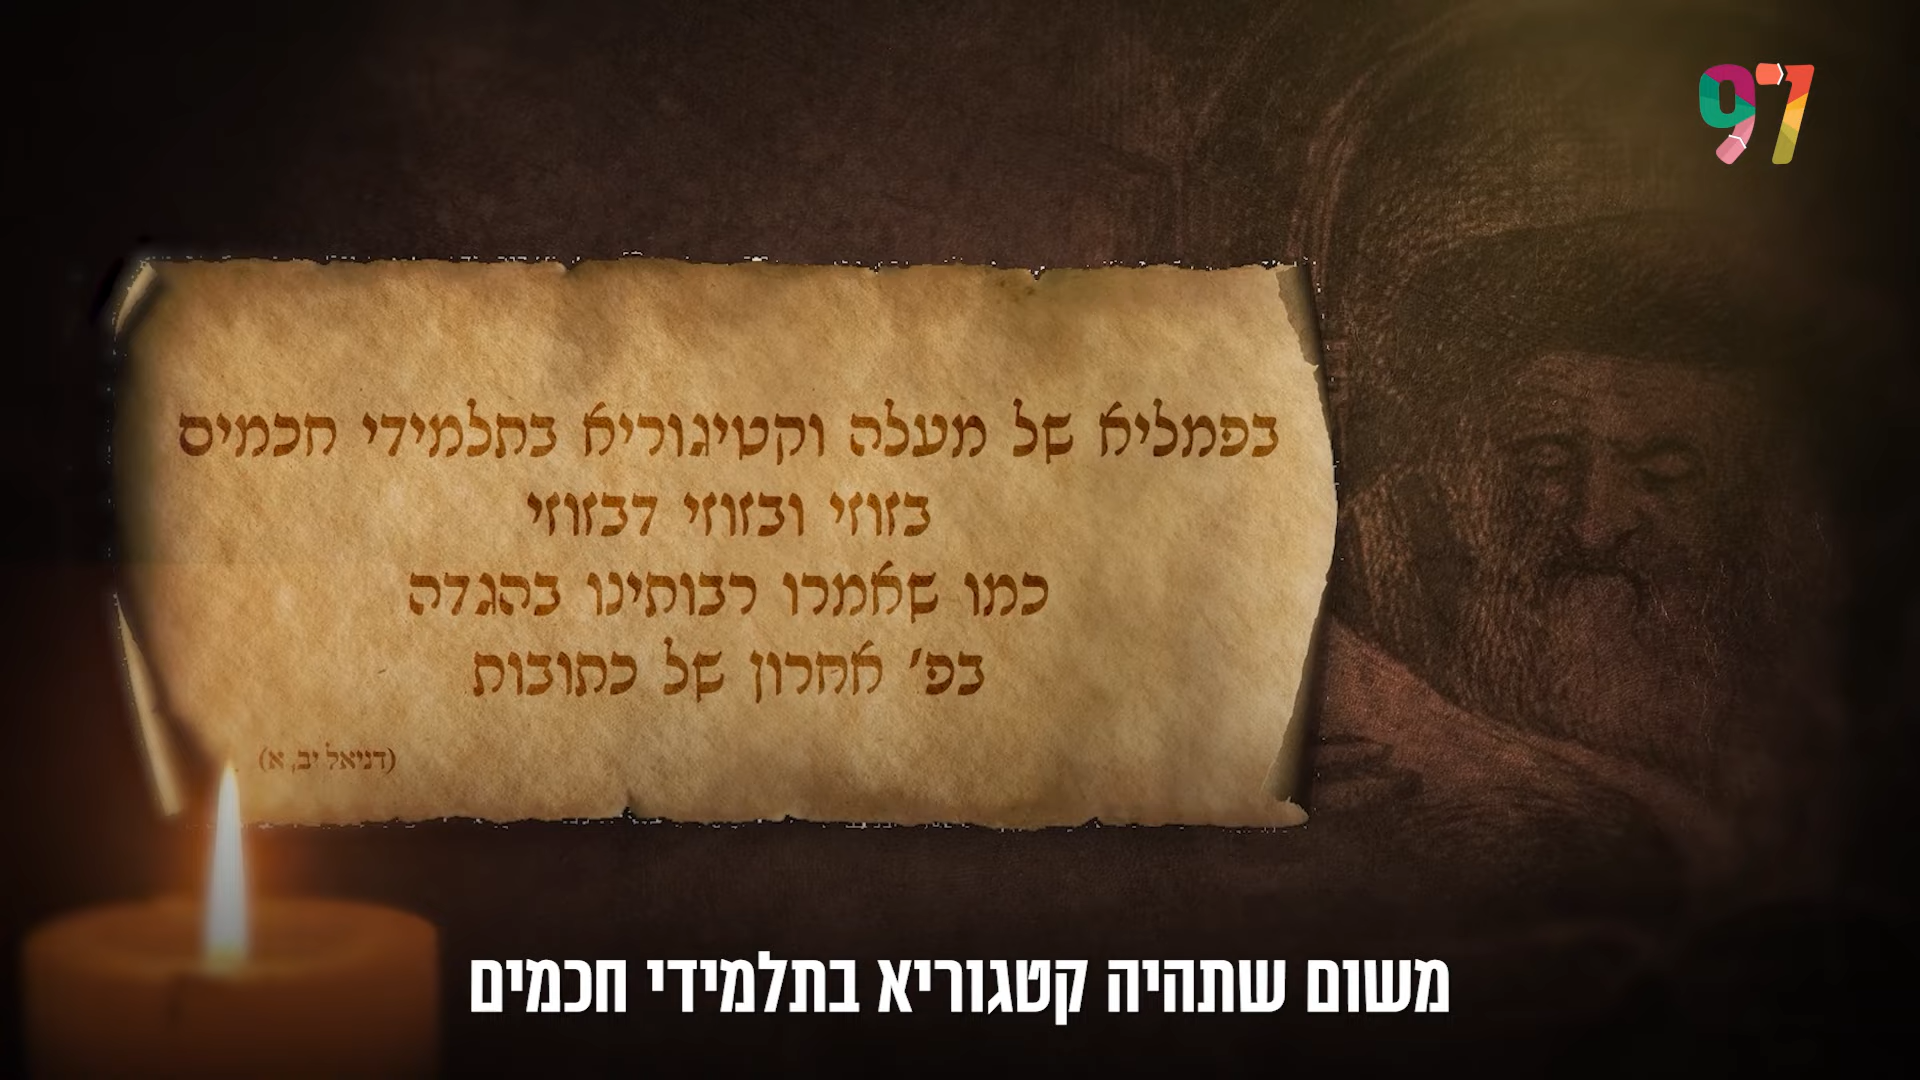 97
בפמליא של מעלה וקטיגוריא בתלמידי חכמים
בזוזי ובזוזי דבזוזי
כמו שאמרו רבותינו בהגדה
בפ' אחרון של כתובות
(דניאל יב, א)
משום שתהיה קטגוריא בתלמידי חכמים